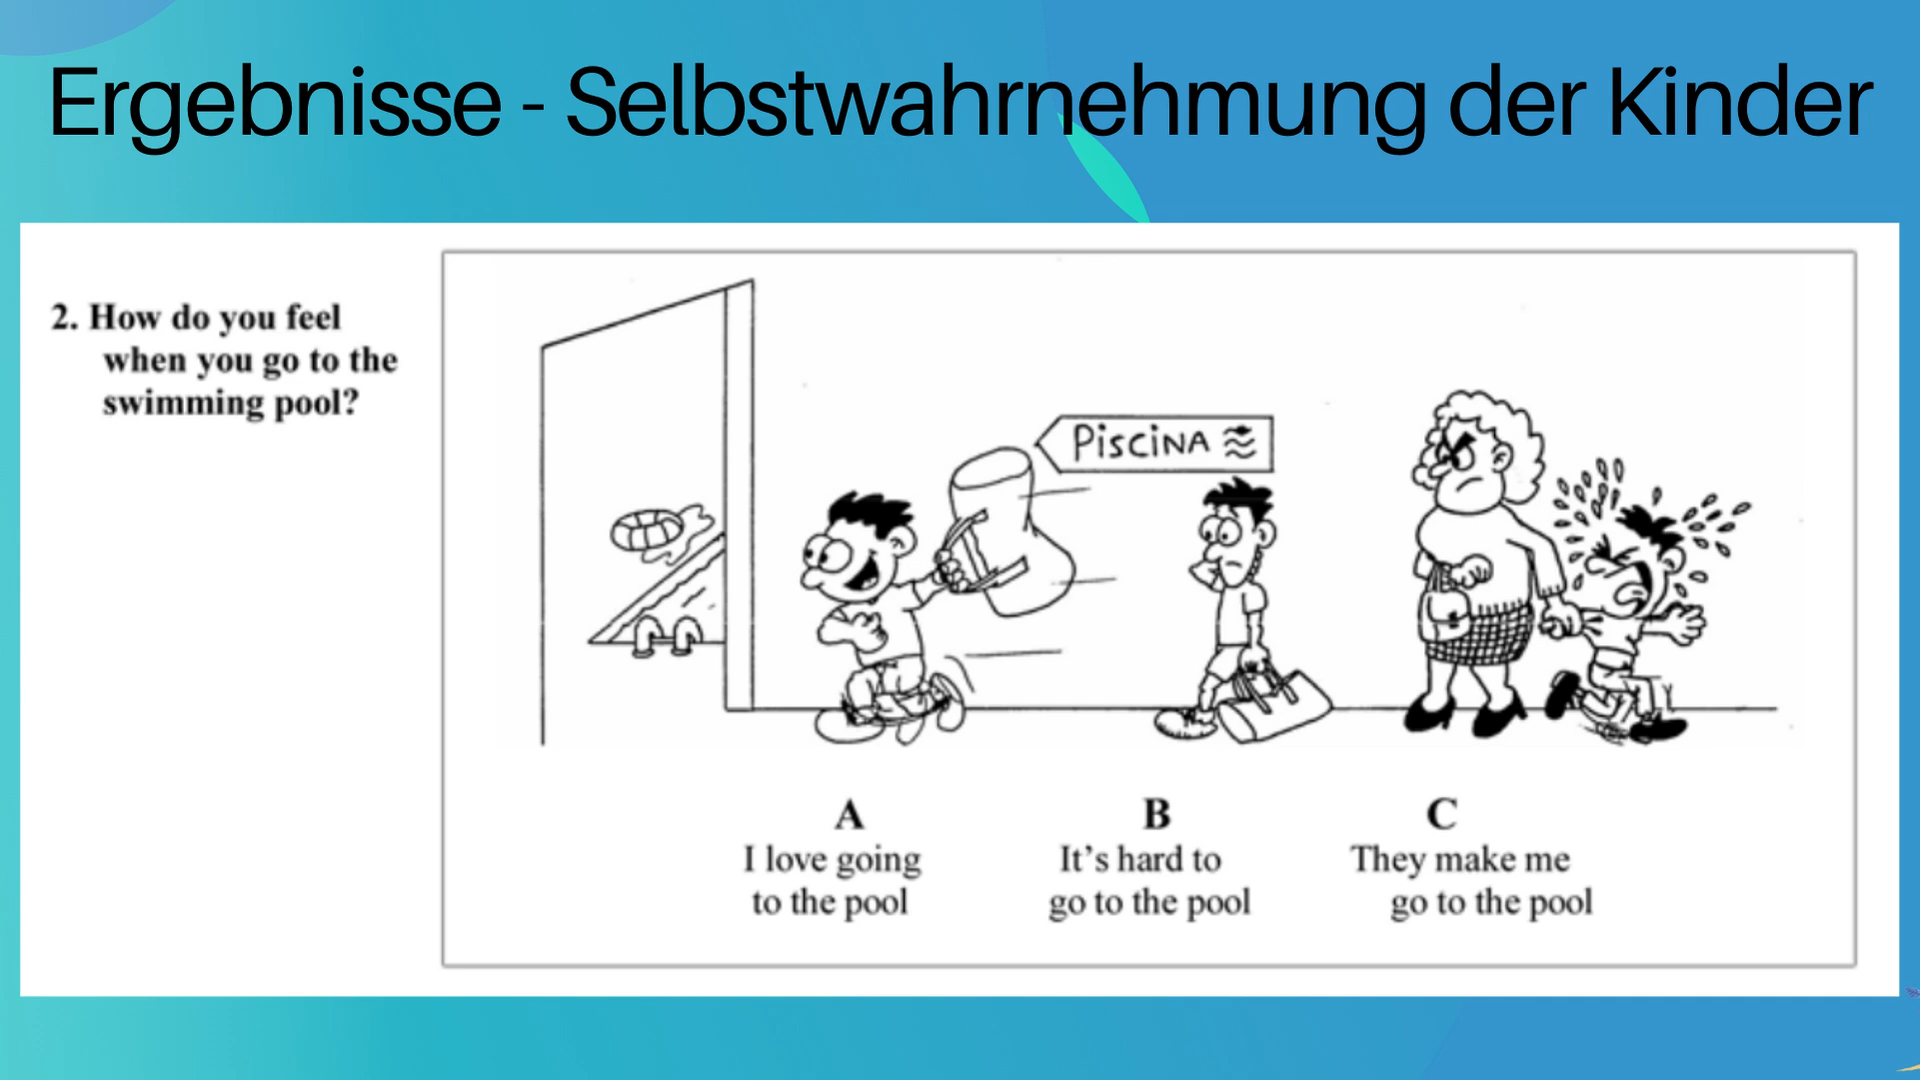 Ergebnisse - Selbstwahrnehmung der Kinder
2. How do you feel
when you go to the
swimming pool?
PisciNA
A
I love going
to the pool
B
It's hard to
go to the pool
C
They make me
go to the pool